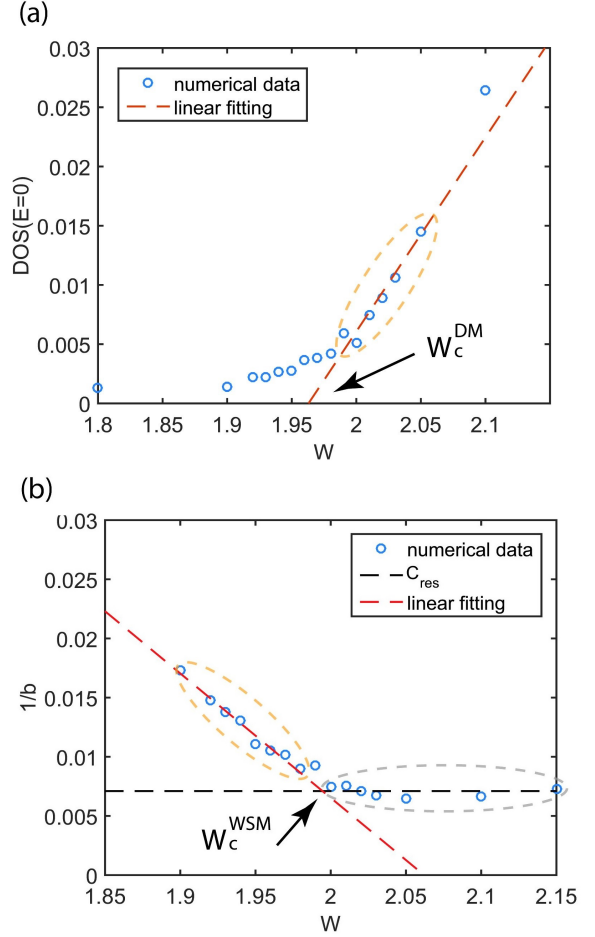 (a)
0.03
0.025
0.02
0.015
0.01
0.005
0
DOS(E=0)
numerical data
linear fitting
W_c^DM
1.8 1.85 1.9 1.95 2 2.05 2.1
W
(b)
0.03
0.025
0.02
0.015
0.01
0.005
0
1/b
numerical data
C_res
linear fitting
W_c^WSM
1.85 1.9 1.95 2 2.05 2.1 2.15
W